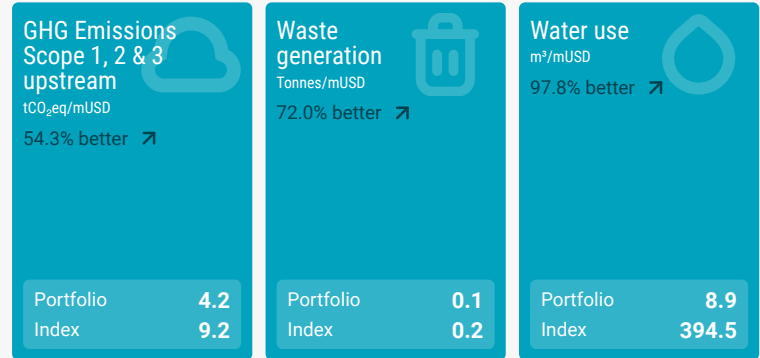 GHG Emissions
Scope 1, 2 & 3
upstream
tCO₂eq/mUSD
54.3% better
Portfolio 4.2
Index 9.2
Waste
generation
Tonnes/mUSD
72.0% better
Portfolio 0.1
Index 0.2
Water use
m³/mUSD
97.8% better
Portfolio 8.9
Index 394.5